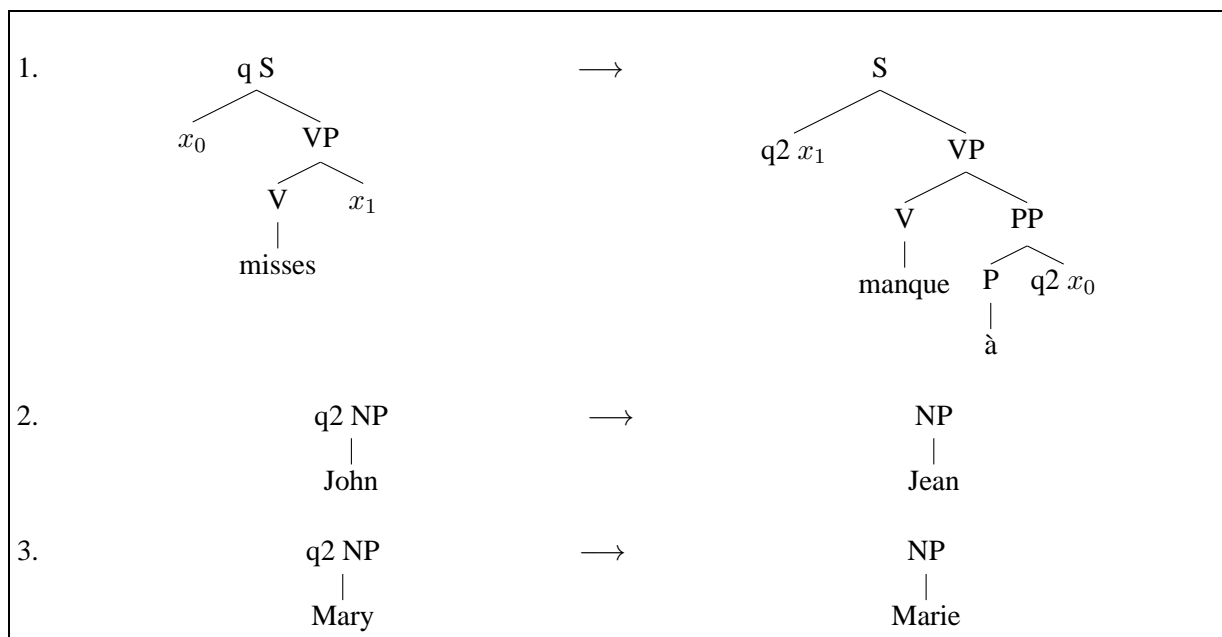 1. q S ⟶ S
x₀ VP q2 x₁ VP
V x₁ V PP
misses manque P q2 x₀
à
2. q2 NP ⟶ NP
John Jean
3. q2 NP ⟶ NP
Mary Marie